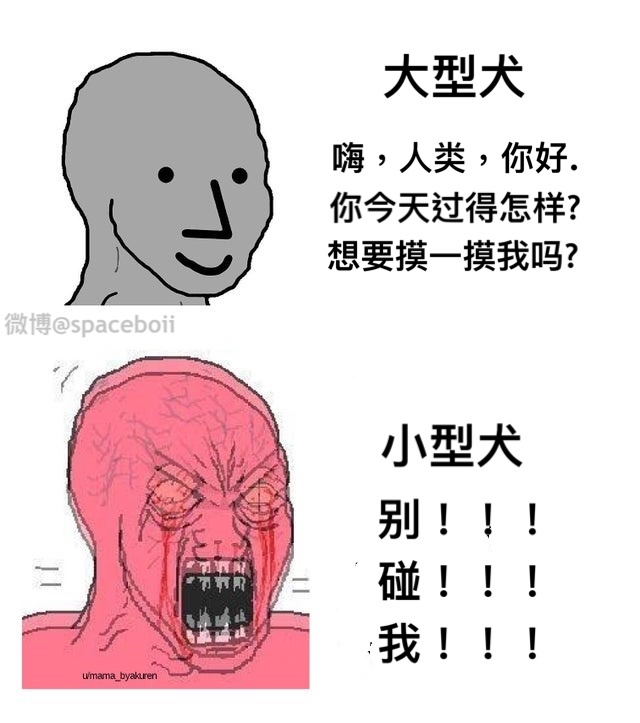 大型犬
嗨，人类，你好.
你今天过得怎样?
想要摸一摸我吗?
微博@spaceboii
小型犬
别！！！
碰！！！
我！！！
u/mama_byakuren